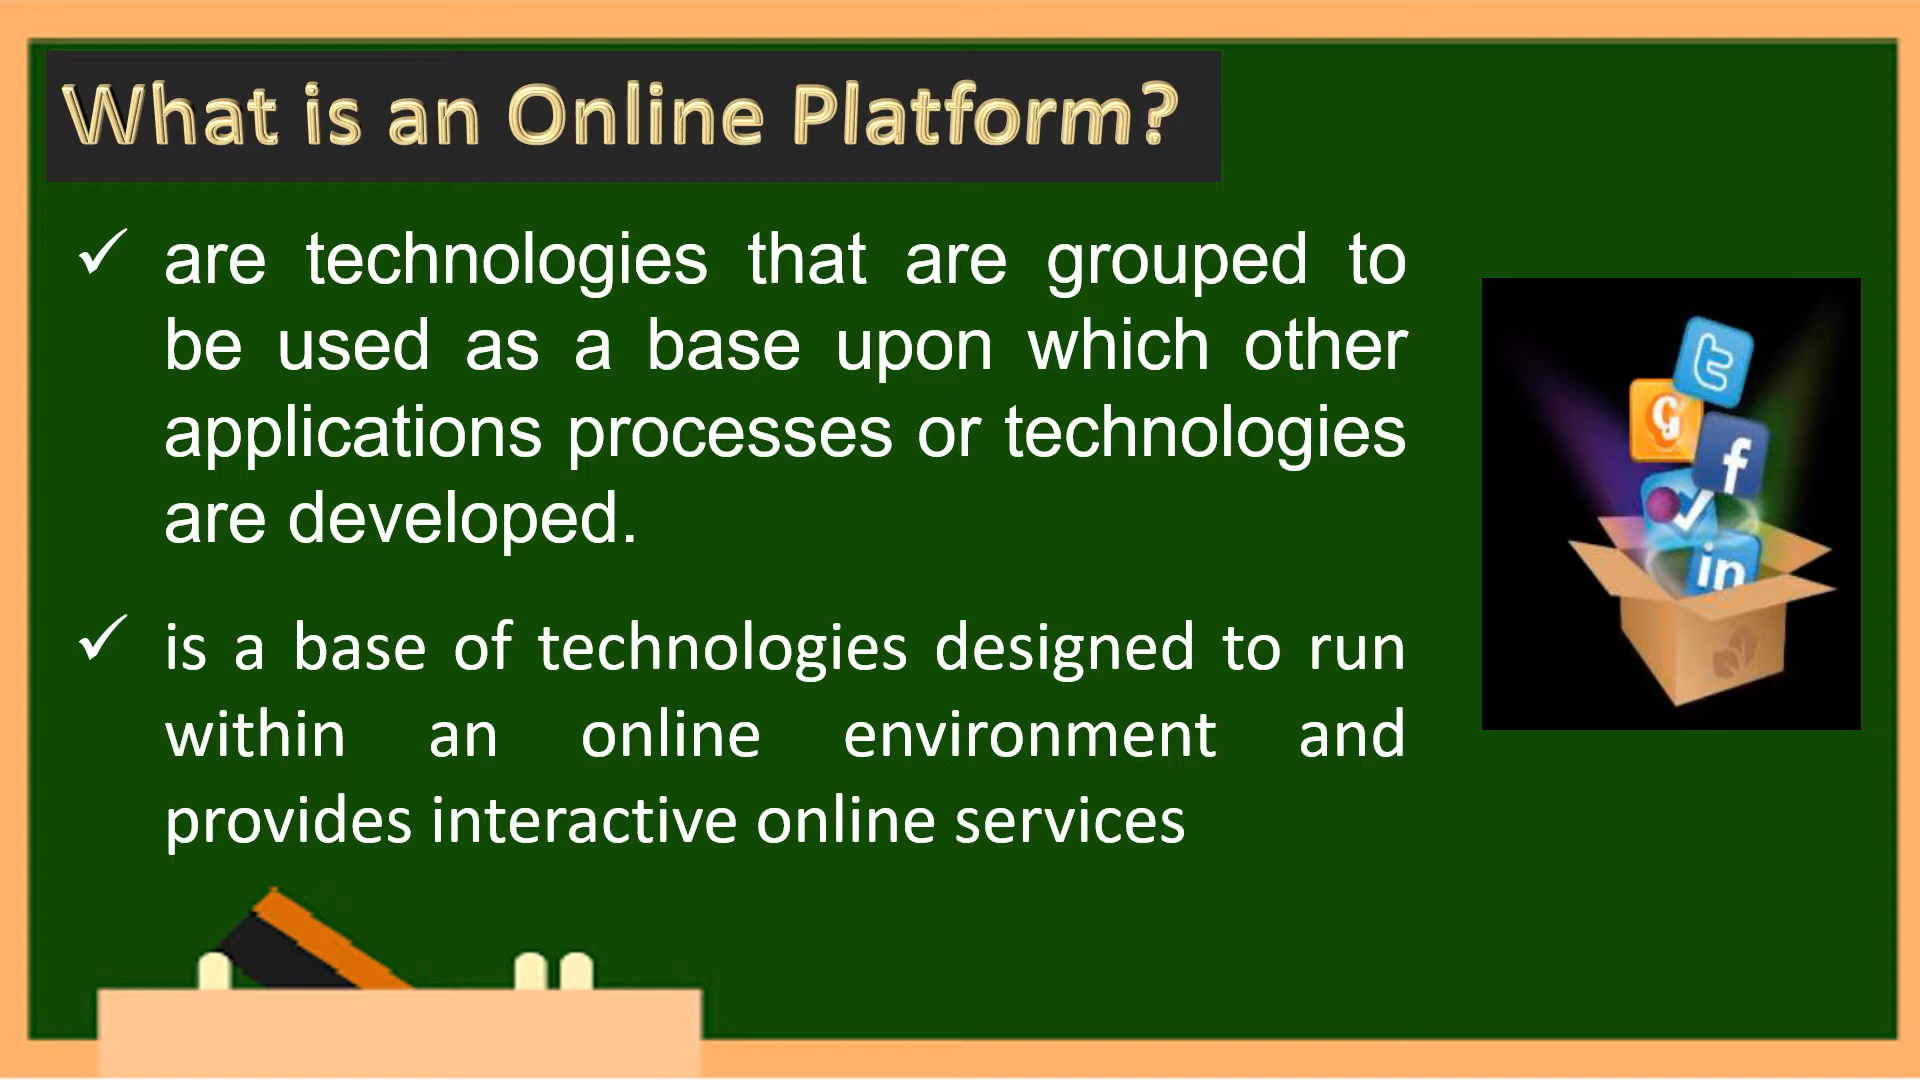 What is an Online Platform?
✓ are technologies that are grouped to
be used as a base upon which other
applications processes or technologies
are developed.
✓ is a base of technologies designed to run
within an online environment and
provides interactive online services
t
G
f
in